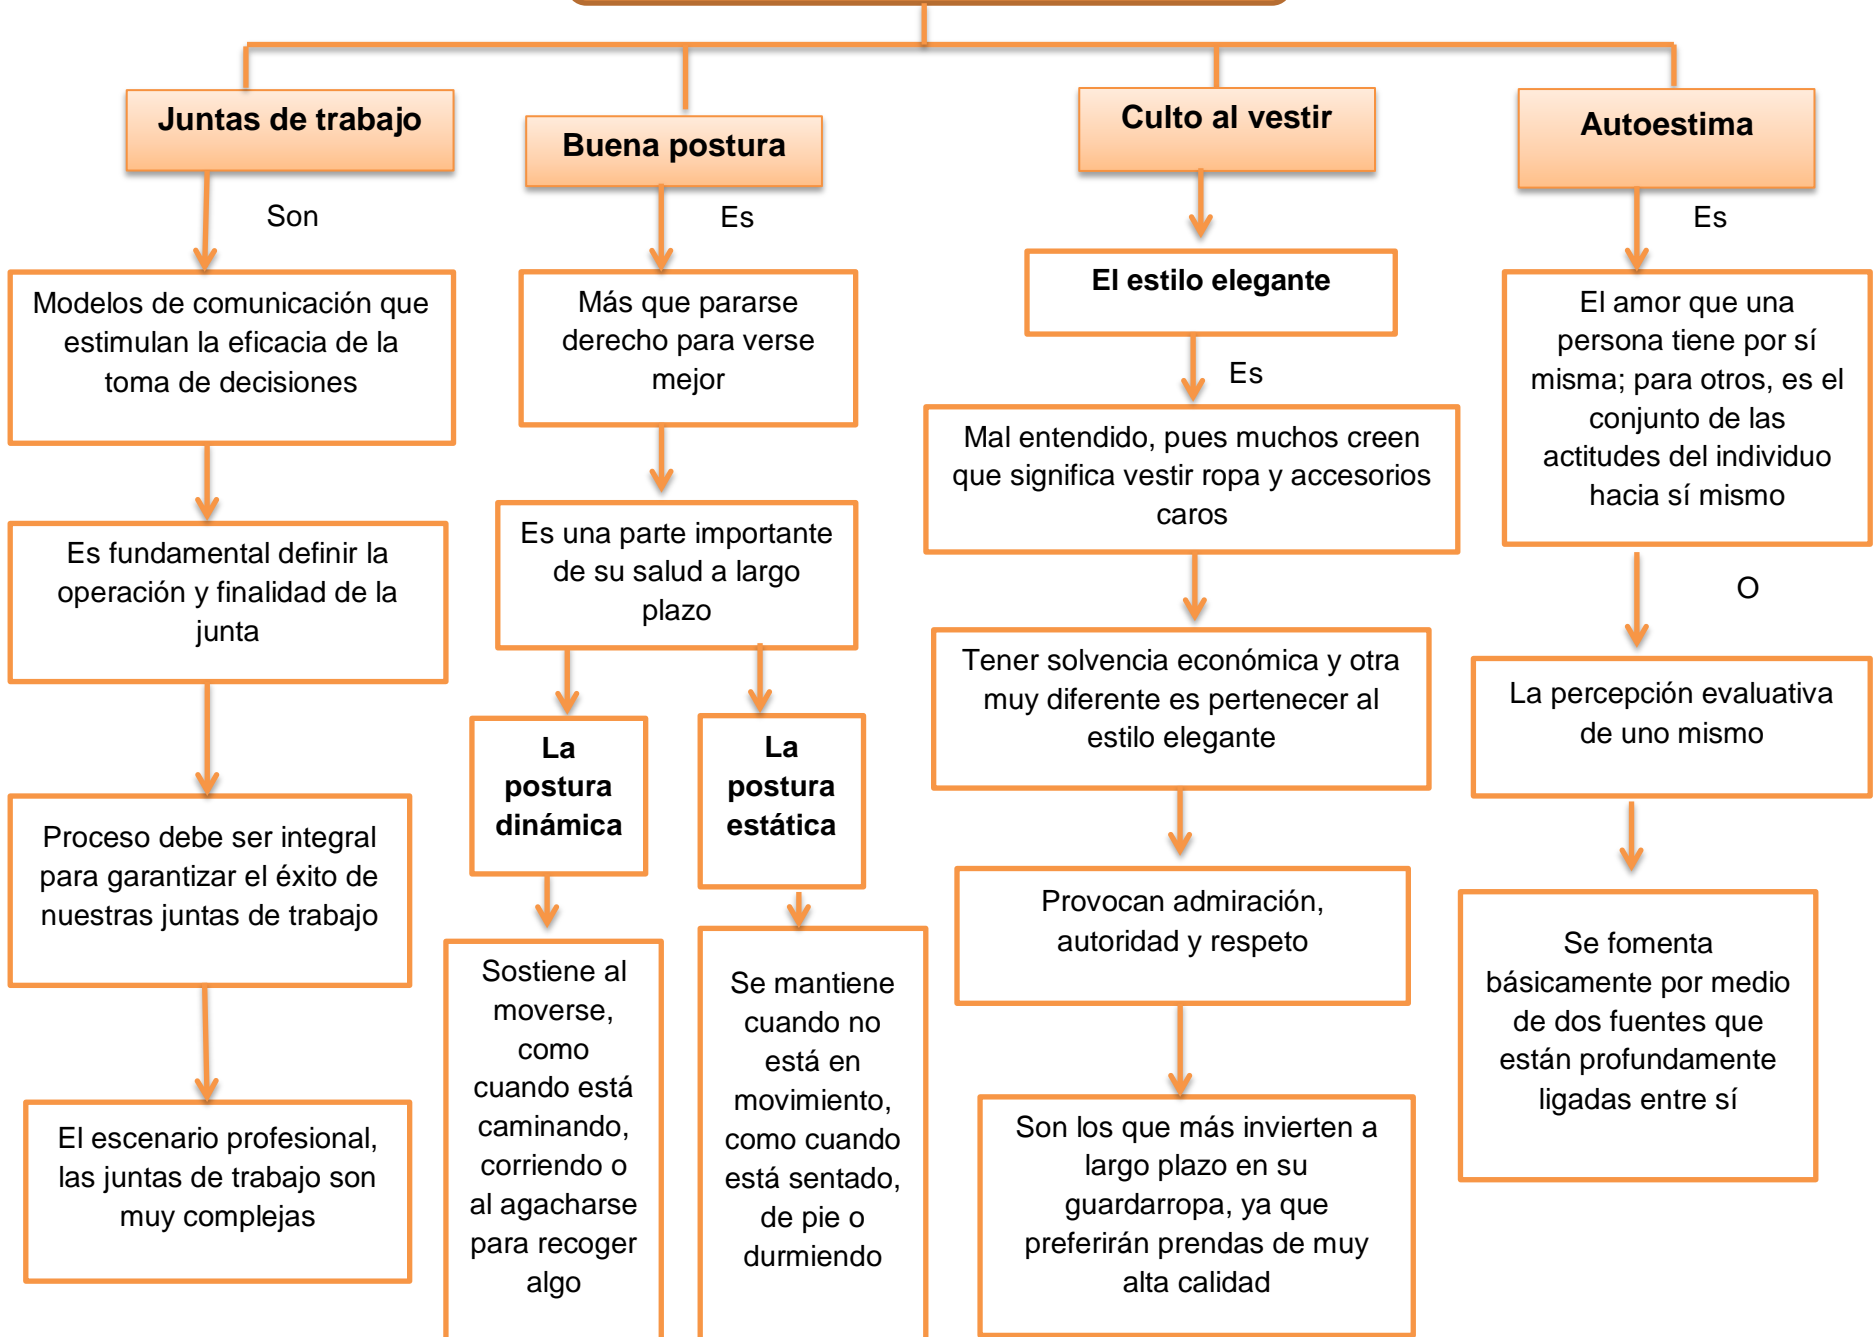 Juntas de trabajo
Son
Modelos de comunicación que
estimulan la eficacia de la
toma de decisiones
Es fundamental definir la
operación y finalidad de la
junta
Proceso debe ser integral
para garantizar el éxito de
nuestras juntas de trabajo
El escenario profesional,
las juntas de trabajo son
muy complejas
Buena postura
Es
Más que pararse
derecho para verse
mejor
Es una parte importante
de su salud a largo
plazo
La
postura
dinámica
Sostiene al
moverse,
como
cuando está
caminando,
corriendo o
al agacharse
para recoger
algo
La
postura
estática
Se mantiene
cuando no
está en
movimiento,
como cuando
está sentado,
de pie o
durmiendo
Culto al vestir
El estilo elegante
Es
Mal entendido, pues muchos creen
que significa vestir ropa y accesorios
caros
Tener solvencia económica y otra
muy diferente es pertenecer al
estilo elegante
Provocan admiración,
autoridad y respeto
Son los que más invierten a
largo plazo en su
guardarropa, ya que
preferirán prendas de muy
alta calidad
Autoestima
Es
El amor que una
persona tiene por sí
misma; para otros, es el
conjunto de las
actitudes del individuo
hacia sí mismo
O
La percepción evaluativa
de uno mismo
Se fomenta
básicamente por medio
de dos fuentes que
están profundamente
ligadas entre sí